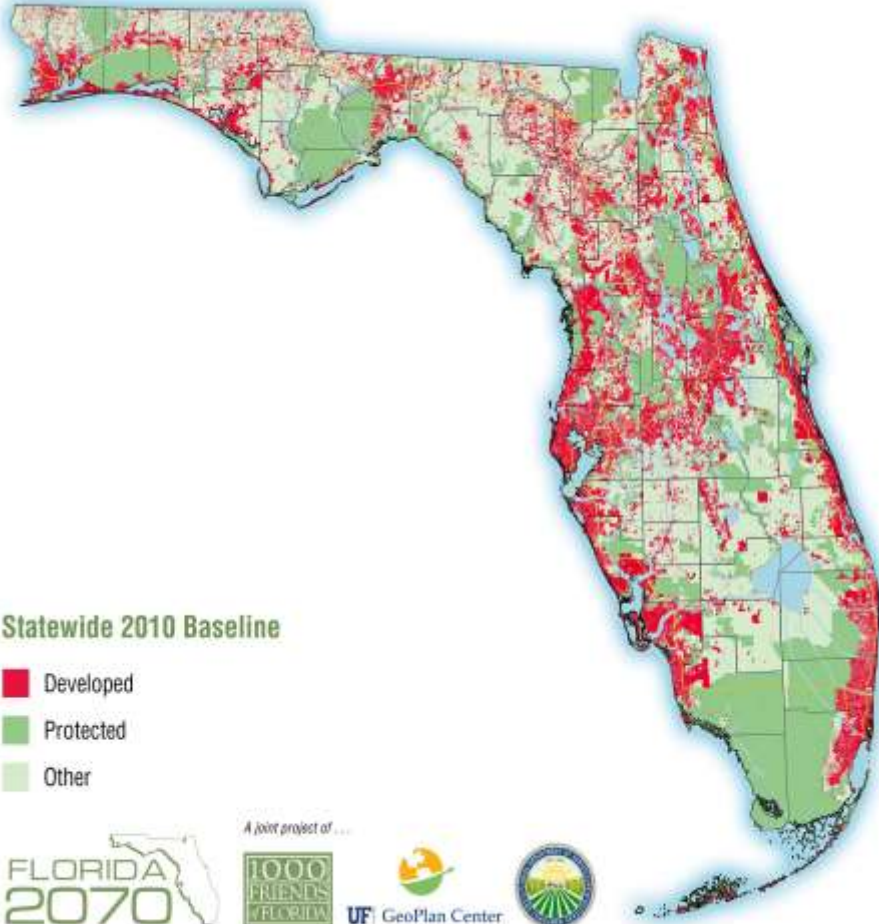 Statewide 2010 Baseline
Developed
Protected
Other
A joint project of ...
FLORIDA
2070
1000
FRIENDS
OF FLORIDA
UF GeoPlan Center